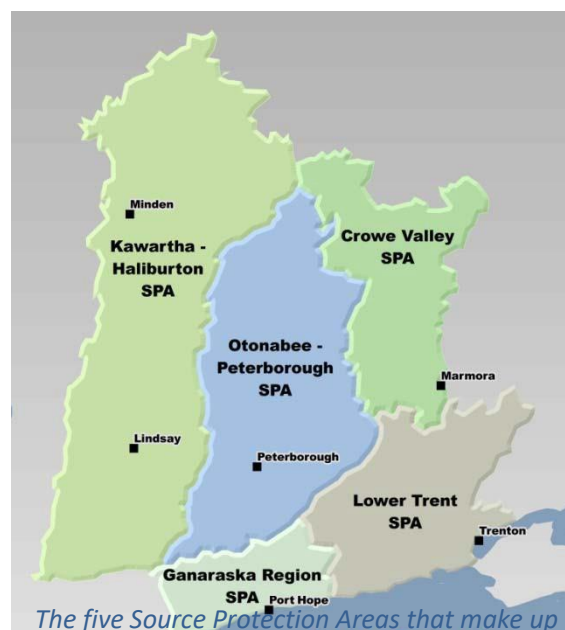 Minden
Kawartha -
Haliburton
SPA
Crowe Valley
SPA
Otonabee -
Peterborough
SPA
Marmora
Lindsay
Peterborough
Lower Trent
SPA
Trenton
Ganaraska Region
SPA
Port Hope
The five Source Protection Areas that make up